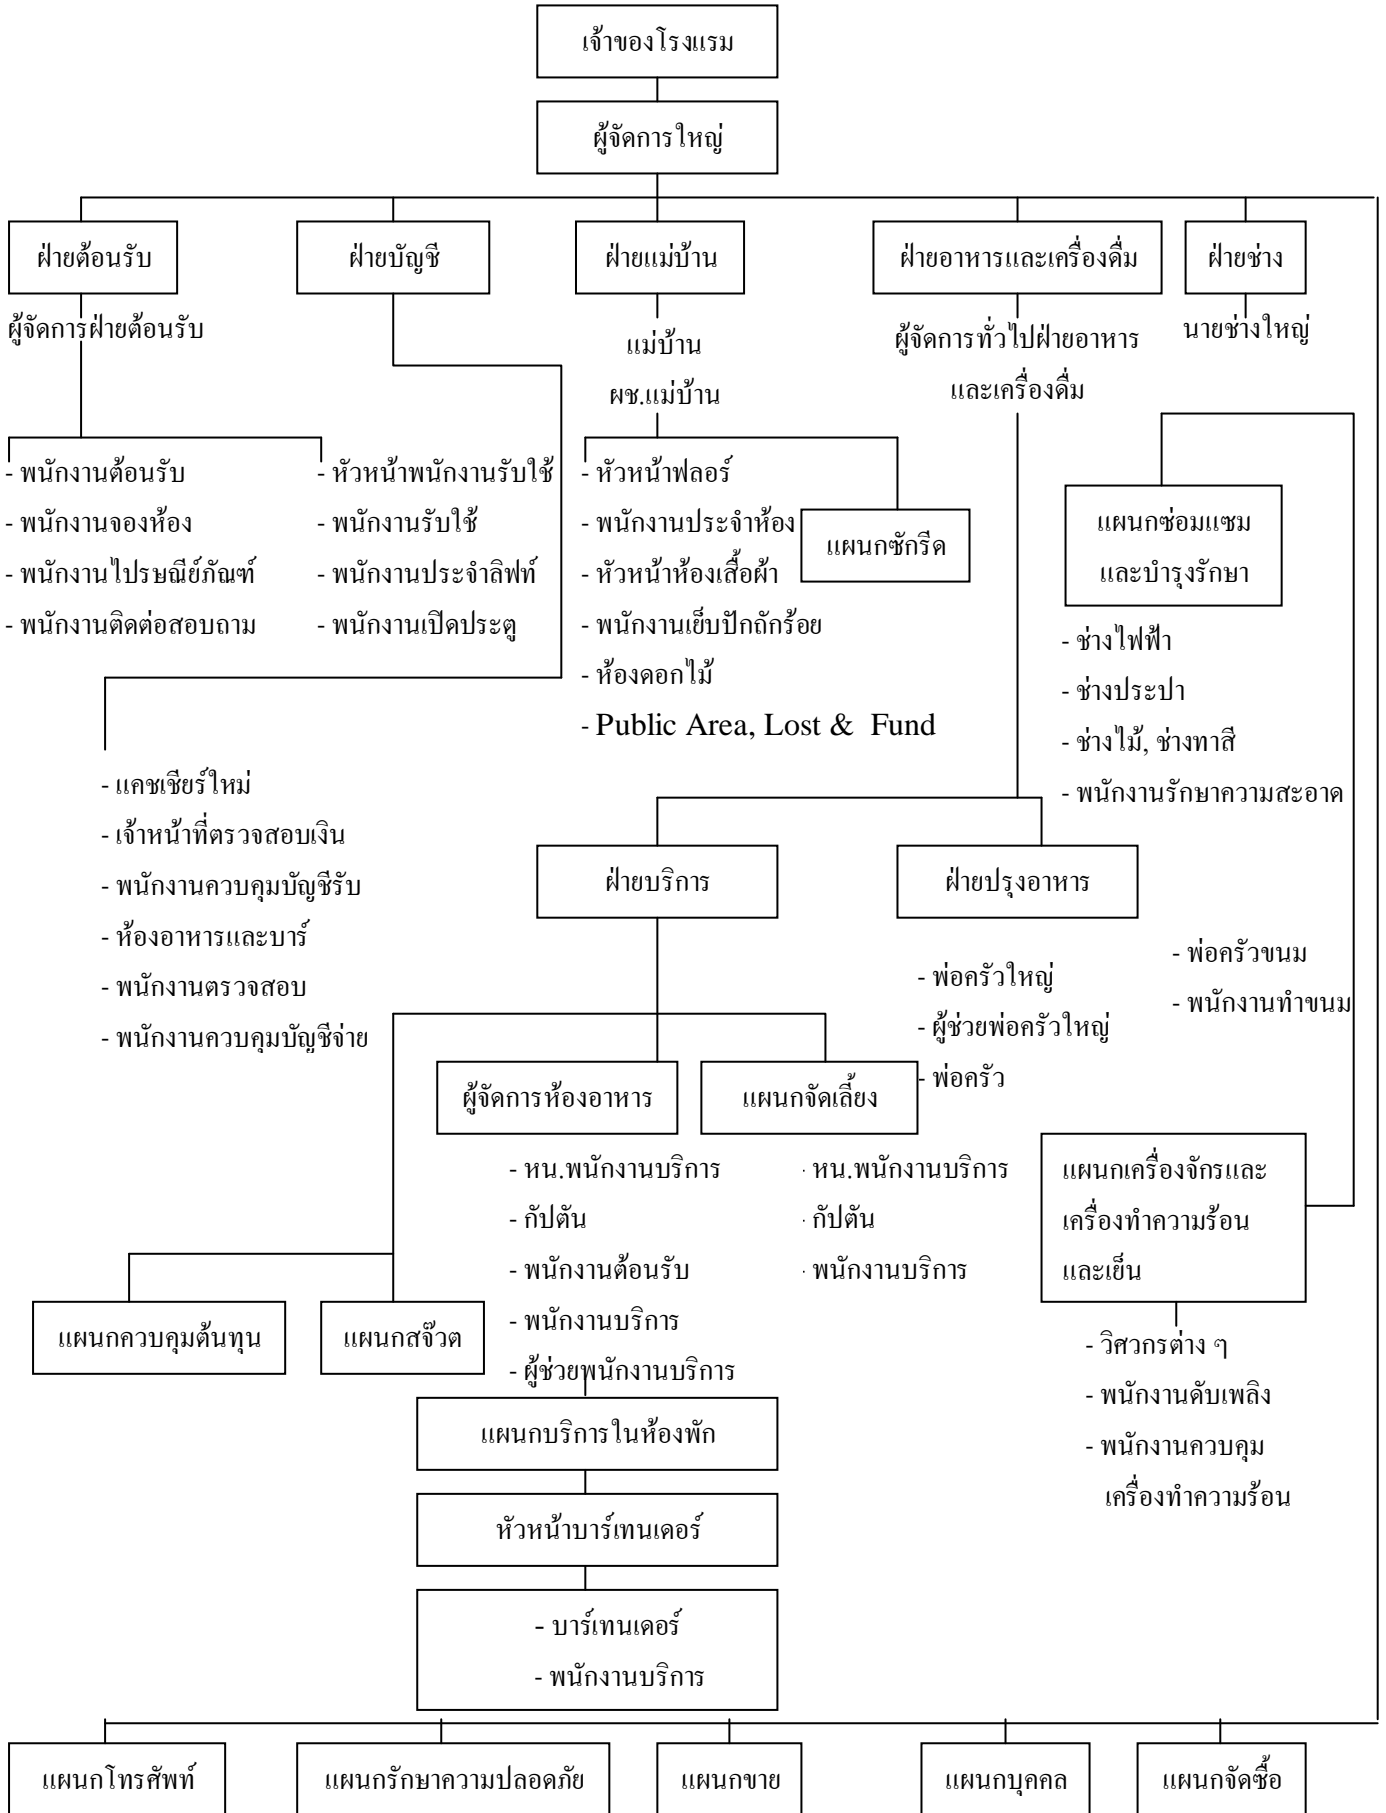 เจ้าของโรงแรม
ผู้จัดการใหญ่
ฝ่ายต้อนรับ
ฝ่ายบัญชี
ฝ่ายแม่บ้าน
ฝ่ายอาหารและเครื่องดื่ม
ฝ่ายช่าง
ผู้จัดการฝ่ายต้อนรับ
แม่บ้าน
ผช.แม่บ้าน
ผู้จัดการทั่วไปฝ่ายอาหาร
และเครื่องดื่ม
นายช่างใหญ่
- พนักงานต้อนรับ
- พนักงานจองห้อง
- พนักงานไปรษณีย์ภัณฑ์
- พนักงานติดต่อสอบถาม
- หัวหน้าพนักงานรับใช้
- พนักงานรับใช้
- พนักงานประจำลิฟท์
- พนักงานเปิดประตู
- หัวหน้าฟลอร์
- พนักงานประจำห้อง
- หัวหน้าห้องเสื้อผ้า
- พนักงานเย็บปักถักร้อย
- ห้องดอกไม้
- Public Area, Lost & Fund
แผนกซักรีด
แผนกซ่อมแซม
และบำรุงรักษา
- ช่างไฟฟ้า
- ช่างประปา
- ช่างไม้, ช่างทาสี
- พนักงานรักษาความสะอาด
- แคชเชียร์ใหม่
- เจ้าหน้าที่ตรวจสอบเงิน
- พนักงานควบคุมบัญชีรับ
- ห้องอาหารและบาร์
- พนักงานตรวจสอบ
- พนักงานควบคุมบัญชีจ่าย
ฝ่ายบริการ
ฝ่ายปรุงอาหาร
- พ่อครัวใหญ่
- ผู้ช่วยพ่อครัวใหญ่
- พ่อครัว
- พ่อครัวขนม
- พนักงานทำขนม
ผู้จัดการห้องอาหาร
แผนกจัดเลี้ยง
- หน.พนักงานบริการ
- กัปตัน
- พนักงานต้อนรับ
- พนักงานบริการ
- ผู้ช่วยพนักงานบริการ
· หน.พนักงานบริการ
· กัปตัน
· พนักงานบริการ
แผนกเครื่องจักรและ
เครื่องทำความร้อน
และเย็น
- วิศวกรต่าง ๆ
- พนักงานดับเพลิง
- พนักงานควบคุม
เครื่องทำความร้อน
แผนกควบคุมต้นทุน
แผนกสจ๊วต
แผนกบริการในห้องพัก
หัวหน้าบาร์เทนเดอร์
- บาร์เทนเดอร์
- พนักงานบริการ
แผนกโทรศัพท์
แผนกรักษาความปลอดภัย
แผนกขาย
แผนกบุคคล
แผนกจัดซื้อ